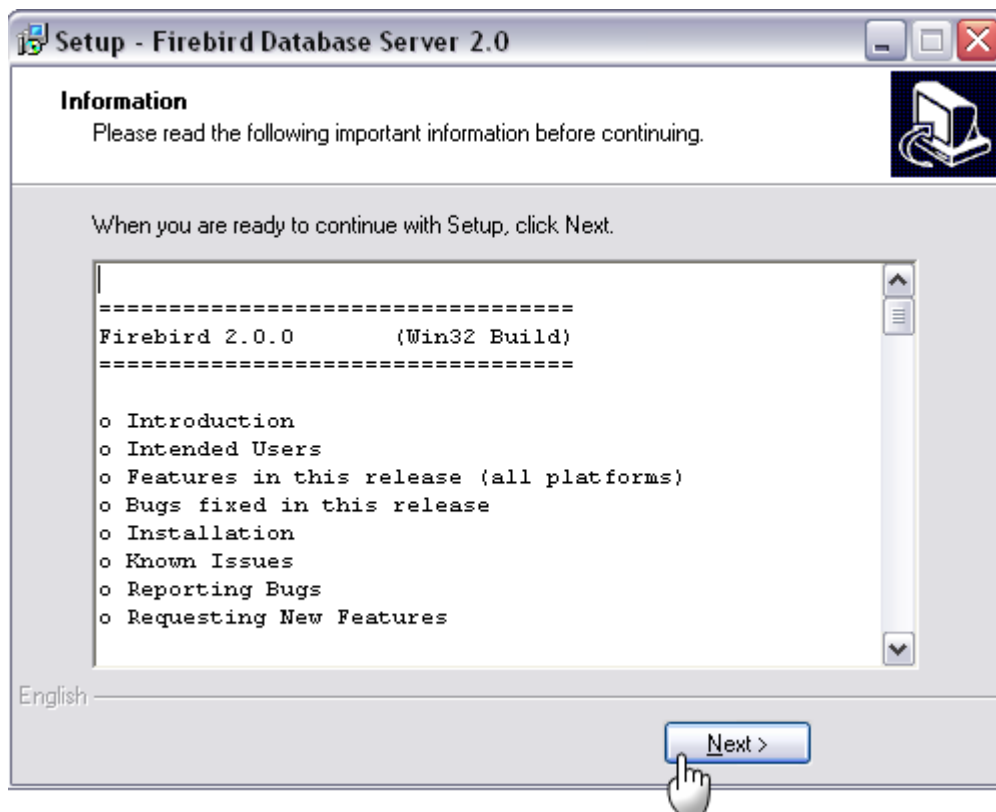 Setup - Firebird Database Server 2.0
Information
Please read the following important information before continuing.
When you are ready to continue with Setup, click Next.
==================================
Firebird 2.0.0       (Win32 Build)
==================================
o Introduction
o Intended Users
o Features in this release (all platforms)
o Bugs fixed in this release
o Installation
o Known Issues
o Reporting Bugs
o Requesting New Features
English
Next >